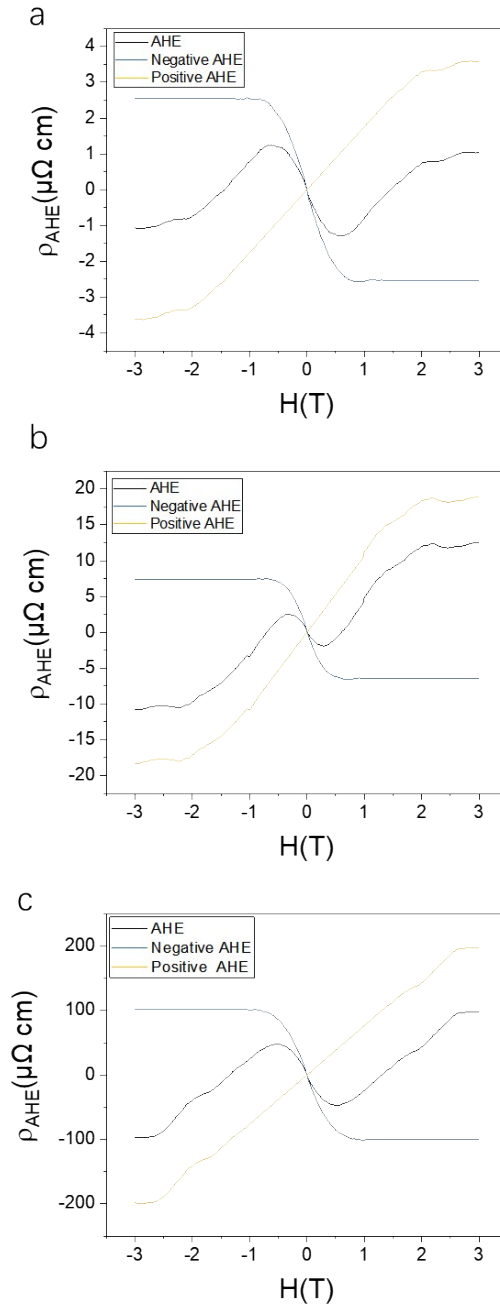 a
AHE
Negative AHE
Positive AHE
4
3
2
1
0
-1
-2
-3
-4
ρAHE(μΩ cm)
-3 -2 -1 0 1 2 3
H(T)
b
AHE
Negative AHE
Positive AHE
20
15
10
5
0
-5
-10
-15
-20
ρAHE(μΩ cm)
-3 -2 -1 0 1 2 3
H(T)
c
AHE
Negative AHE
Positive AHE
200
100
0
-100
-200
ρAHE(μΩ cm)
-3 -2 -1 0 1 2 3
H(T)